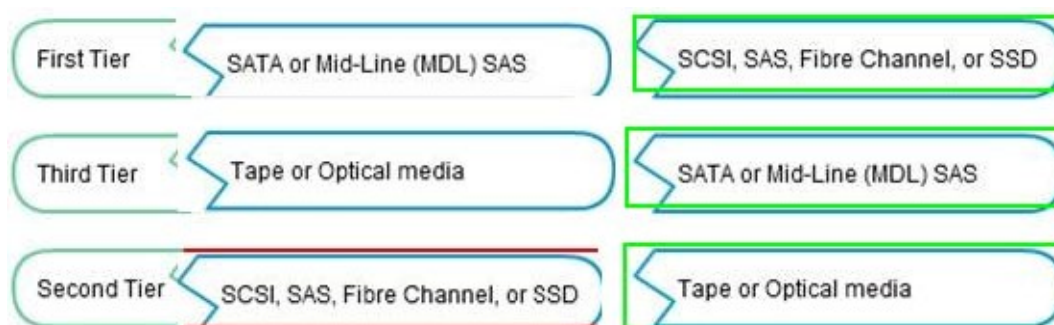 First Tier SATA or Mid-Line (MDL) SAS SCSI, SAS, Fibre Channel, or SSD
Third Tier Tape or Optical media SATA or Mid-Line (MDL) SAS
Second Tier SCSI, SAS, Fibre Channel, or SSD Tape or Optical media